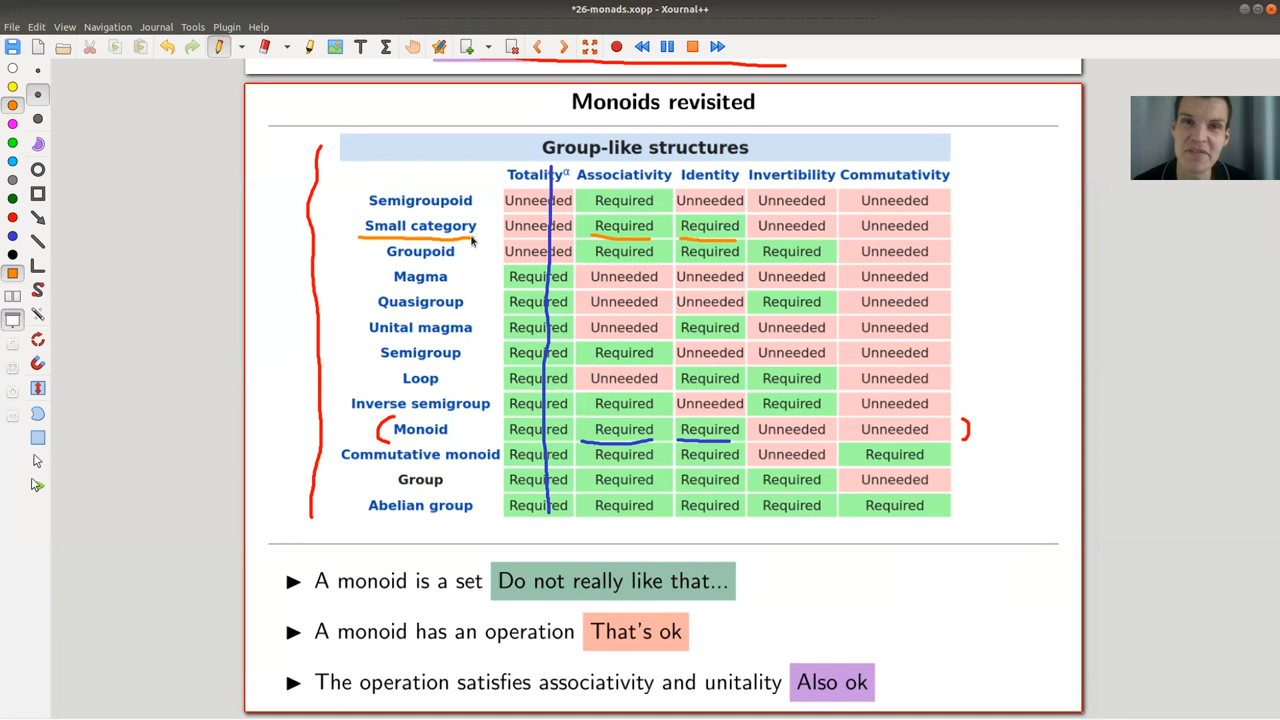 *26-monads.xopp - Xournal++
File Edit View Navigation Journal Tools Plugin Help
Monoids revisited
Group-like structures
Totalityα Associativity Identity Invertibility Commutativity
Semigroupoid Unneeded Required Unneeded Unneeded Unneeded
Small category Unneeded Required Required Unneeded Unneeded
Groupoid Unneeded Required Required Required Unneeded
Magma Required Unneeded Unneeded Unneeded Unneeded
Quasigroup Required Unneeded Unneeded Required Unneeded
Unital magma Required Unneeded Required Unneeded Unneeded
Semigroup Required Required Unneeded Unneeded Unneeded
Loop Required Unneeded Required Required Unneeded
Inverse semigroup Required Required Unneeded Required Unneeded
Monoid Required Required Required Unneeded Unneeded
Commutative monoid Required Required Required Unneeded Required
Group Required Required Required Required Unneeded
Abelian group Required Required Required Required Required
▶ A monoid is a set Do not really like that...
▶ A monoid has an operation That's ok
▶ The operation satisfies associativity and unitality Also ok